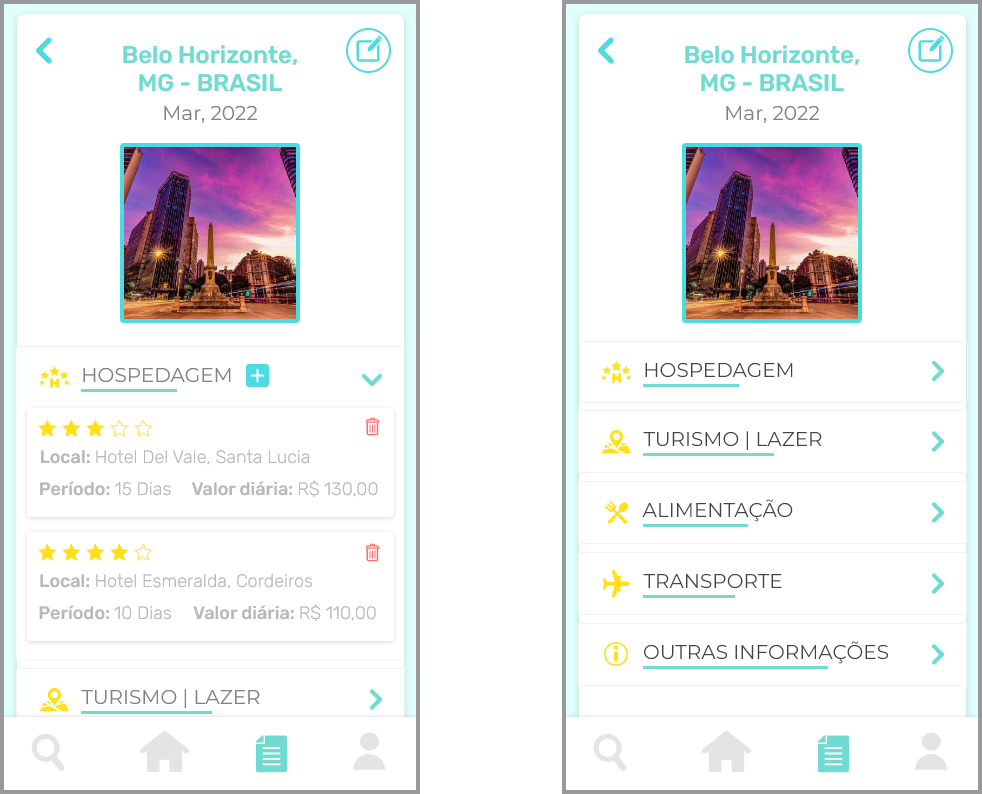 Belo Horizonte,
MG - BRASIL
Mar, 2022
HOSPEDAGEM
Local: Hotel Del Vale, Santa Lucia
Período: 15 Dias Valor diária: R$ 130,00
Local: Hotel Esmeralda, Cordeiros
Período: 10 Dias Valor diária: R$ 110,00
TURISMO | LAZER
Belo Horizonte,
MG - BRASIL
Mar, 2022
HOSPEDAGEM
TURISMO | LAZER
ALIMENTAÇÃO
TRANSPORTE
OUTRAS INFORMAÇÕES